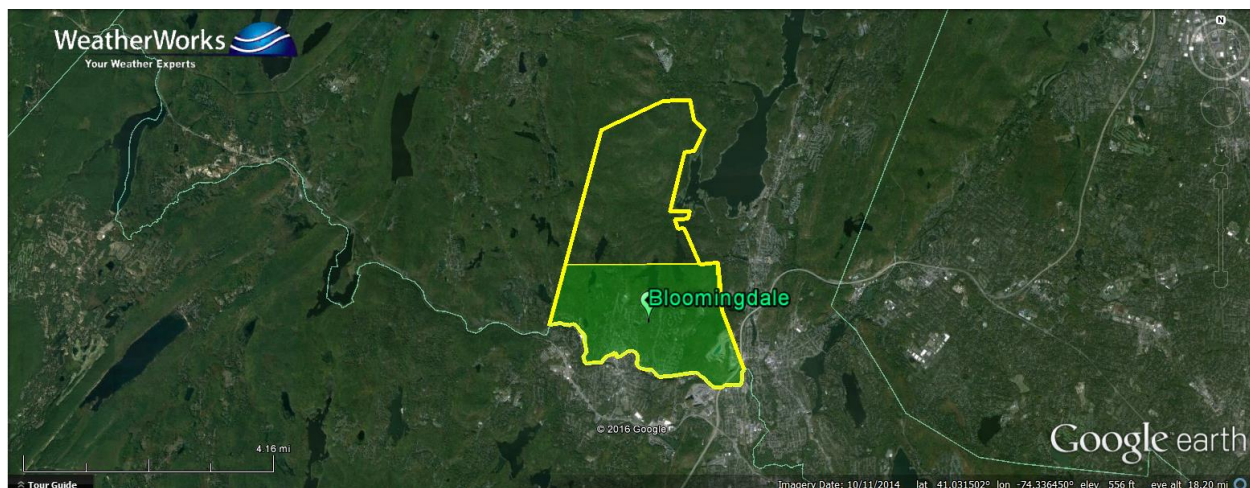 WeatherWorks
Your Weather Experts
N
Bloomingdale
© 2016 Google
4.16 mi
Google earth
Tour Guide
Imagery Date: 10/11/2014 lat 41.031502° lon -74.336450° elev 556 ft eye alt 18.20 mi